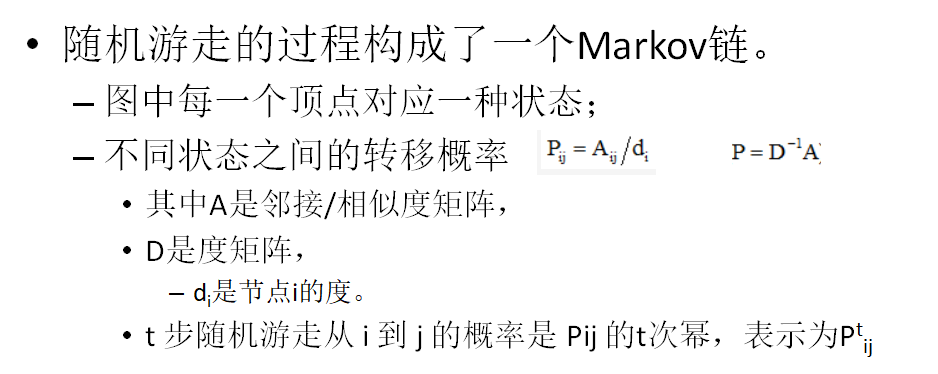 • 随机游走的过程构成了一个Markov链。
– 图中每一个顶点对应一种状态；
– 不同状态之间的转移概率 Pᵢⱼ = Aᵢⱼ/dᵢ P = D⁻¹A)
• 其中A是邻接/相似度矩阵，
• D是度矩阵，
– dᵢ是节点i的度。
• t 步随机游走从 i 到 j 的概率是 Pij 的t次幂，表示为Pᵗᵢⱼ